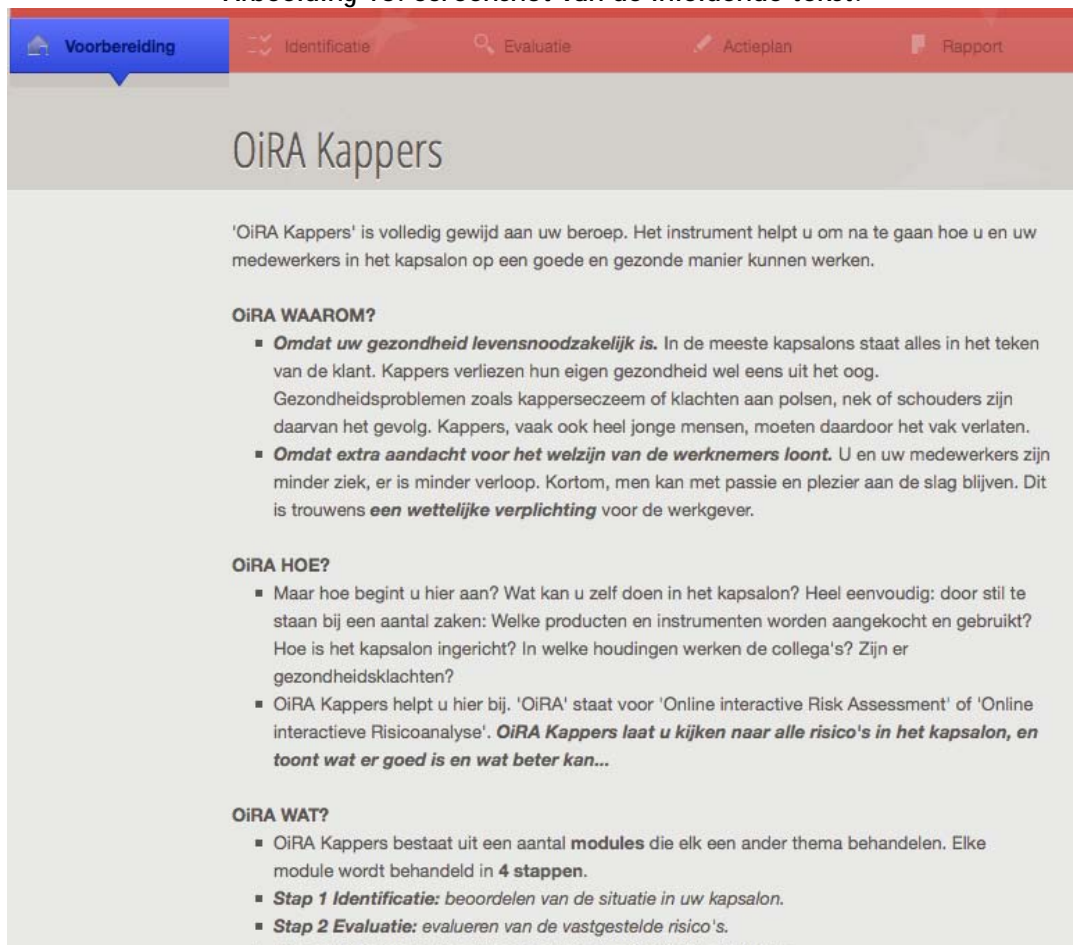 Voorbereiding Identificatie Evaluatie Actieplan Rapport
OiRA Kappers
'OiRA Kappers' is volledig gewijd aan uw beroep. Het instrument helpt u om na te gaan hoe u en uw
medewerkers in het kapsalon op een goede en gezonde manier kunnen werken.
OiRA WAAROM?
▪ Omdat uw gezondheid levensnoodzakelijk is. In de meeste kapsalons staat alles in het teken
van de klant. Kappers verliezen hun eigen gezondheid wel eens uit het oog.
Gezondheidsproblemen zoals kapperseczeem of klachten aan polsen, nek of schouders zijn
daarvan het gevolg. Kappers, vaak ook heel jonge mensen, moeten daardoor het vak verlaten.
▪ Omdat extra aandacht voor het welzijn van de werknemers loont. U en uw medewerkers zijn
minder ziek, er is minder verloop. Kortom, men kan met passie en plezier aan de slag blijven. Dit
is trouwens een wettelijke verplichting voor de werkgever.
OiRA HOE?
▪ Maar hoe begint u hier aan? Wat kan u zelf doen in het kapsalon? Heel eenvoudig: door stil te
staan bij een aantal zaken: Welke producten en instrumenten worden aangekocht en gebruikt?
Hoe is het kapsalon ingericht? In welke houdingen werken de collega's? Zijn er
gezondheidsklachten?
▪ OiRA Kappers helpt u hier bij. 'OiRA' staat voor 'Online interactive Risk Assessment' of 'Online
interactieve Risicoanalyse'. OiRA Kappers laat u kijken naar alle risico's in het kapsalon, en
toont wat er goed is en wat beter kan...
OiRA WAT?
▪ OiRA Kappers bestaat uit een aantal modules die elk een ander thema behandelen. Elke
module wordt behandeld in 4 stappen.
▪ Stap 1 Identificatie: beoordelen van de situatie in uw kapsalon.
▪ Stap 2 Evaluatie: evalueren van de vastgestelde risico's.